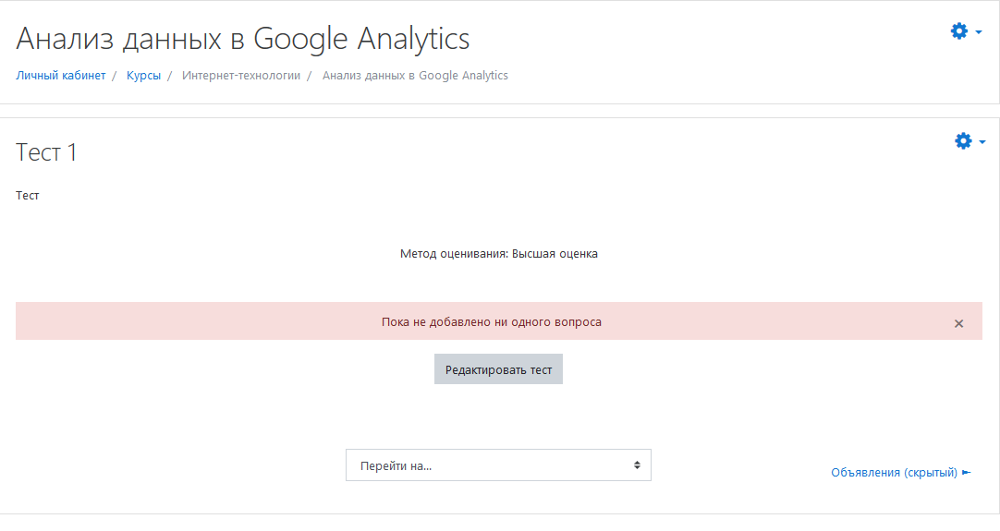 Анализ данных в Google Analytics
Личный кабинет / Курсы / Интернет-технологии / Анализ данных в Google Analytics
Тест 1
Тест
Метод оценивания: Высшая оценка
Пока не добавлено ни одного вопроса ×
Редактировать тест
Перейти на...
Объявления (скрытый) ►